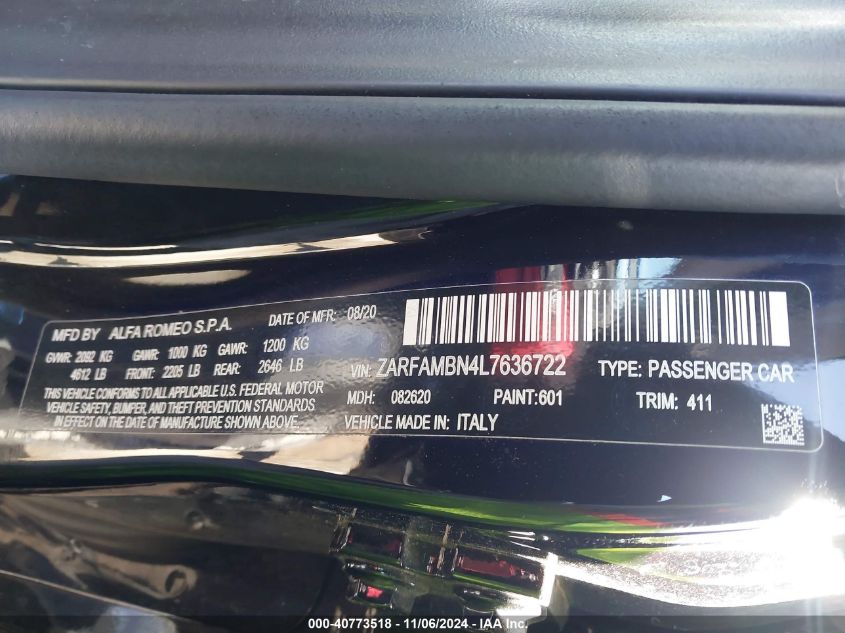 MFD BY ALFA ROMEO S.P.A. DATE OF MFR: 08/20
GVWR: 2092 KG GAWR: 1000 KG GAWR: 1200 KG
4612 LB FRONT: 2205 LB REAR: 2646 LB
THIS VEHICLE CONFORMS TO ALL APPLICABLE U.S. FEDERAL MOTOR
VEHICLE SAFETY, BUMPER, AND THEFT PREVENTION STANDARDS
IN EFFECT ON THE DATE OF MANUFACTURE SHOWN ABOVE.
VIN: ZARFAMBN4L7636722 TYPE: PASSENGER CAR
MDH: 082620 PAINT:601 TRIM: 411
VEHICLE MADE IN: ITALY
000-40773518 - 11/06/2024 - IAA Inc.